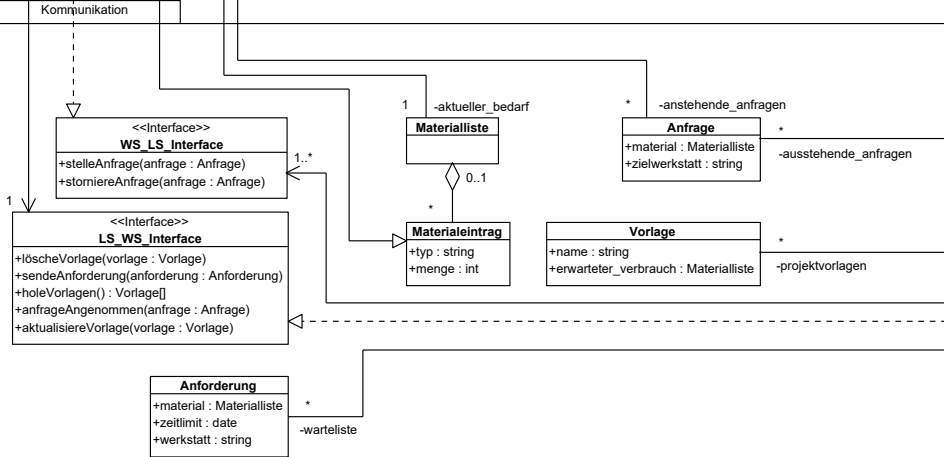 Kommunikation
1
-aktueller_bedarf
*
-anstehende_anfragen
<<Interface>>
WS_LS_Interface
+stelleAnfrage(anfrage : Anfrage)
+storniereAnfrage(anfrage : Anfrage)
1..*
Materialliste
0..1
*
Anfrage
+material : Materialliste
+zielwerkstatt : string
*
-ausstehende_anfragen
1
<<Interface>>
LS_WS_Interface
+löscheVorlage(vorlage : Vorlage)
+sendeAnforderung(anforderung : Anforderung)
+holeVorlagen() : Vorlage[]
+anfrageAngenommen(anfrage : Anfrage)
+aktualisiereVorlage(vorlage : Vorlage)
Materialeintrag
+typ : string
+menge : int
Vorlage
+name : string
+erwarteter_verbrauch : Materialliste
*
-projektvorlagen
Anforderung
+material : Materialliste
+zeitlimit : date
+werkstatt : string
*
-warteliste